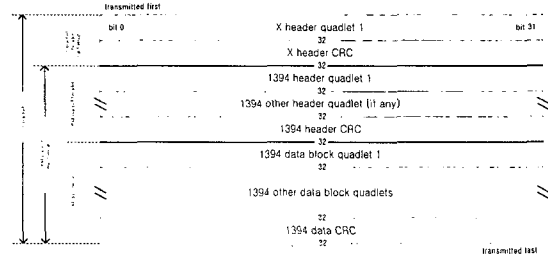 transmitted first
bit 0 X header quadlet 1 bit 31
32
X header CRC
32
1394 header quadlet 1
32
1394 other header quadlet (if any)
32
1394 header CRC
32
1394 data block quadlet 1
32
1394 other data block quadlets
32
1394 data CRC
32
transmitted last